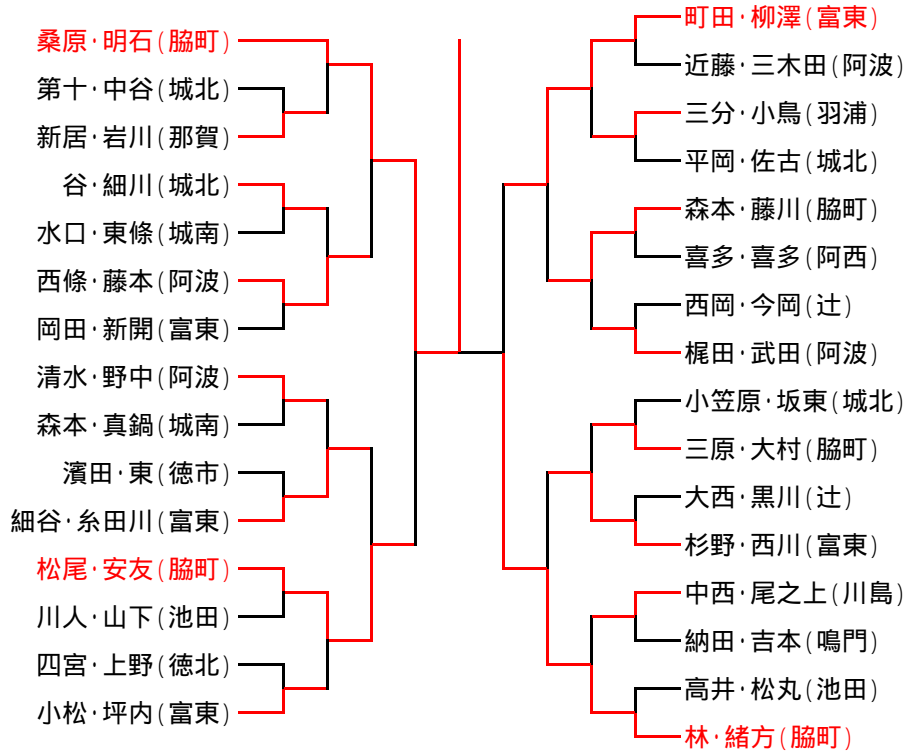 桑原・明石(脇町)
第十・中谷(城北)
新居・岩川(那賀)
谷・細川(城北)
水口・東條(城南)
西條・藤本(阿波)
岡田・新開(富東)
清水・野中(阿波)
森本・真鍋(城南)
濱田・東(徳市)
細谷・糸田川(富東)
松尾・安友(脇町)
川人・山下(池田)
四宮・上野(徳北)
小松・坪内(富東)
町田・柳澤(富東)
近藤・三木田(阿波)
三分・小鳥(羽浦)
平岡・佐古(城北)
森本・藤川(脇町)
喜多・喜多(阿西)
西岡・今岡(辻)
梶田・武田(阿波)
小笠原・坂東(城北)
三原・大村(脇町)
大西・黒川(辻)
杉野・西川(富東)
中西・尾之上(川島)
納田・吉本(鳴門)
高井・松丸(池田)
林・緒方(脇町)